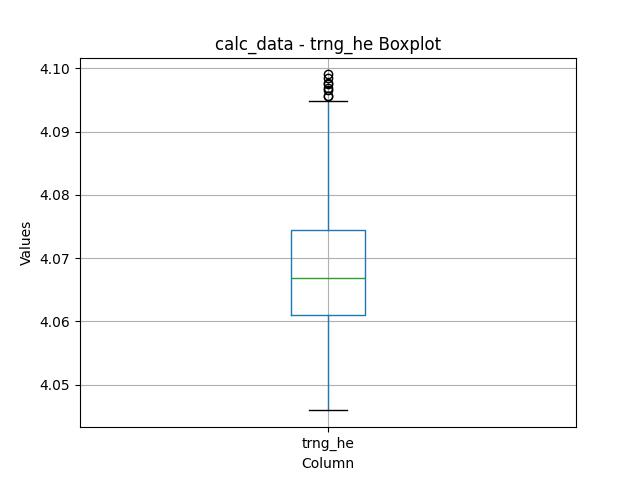 calc_data - trng_he Boxplot
4.10
4.09
4.08
4.07
4.06
4.05
Values
trng_he
Column